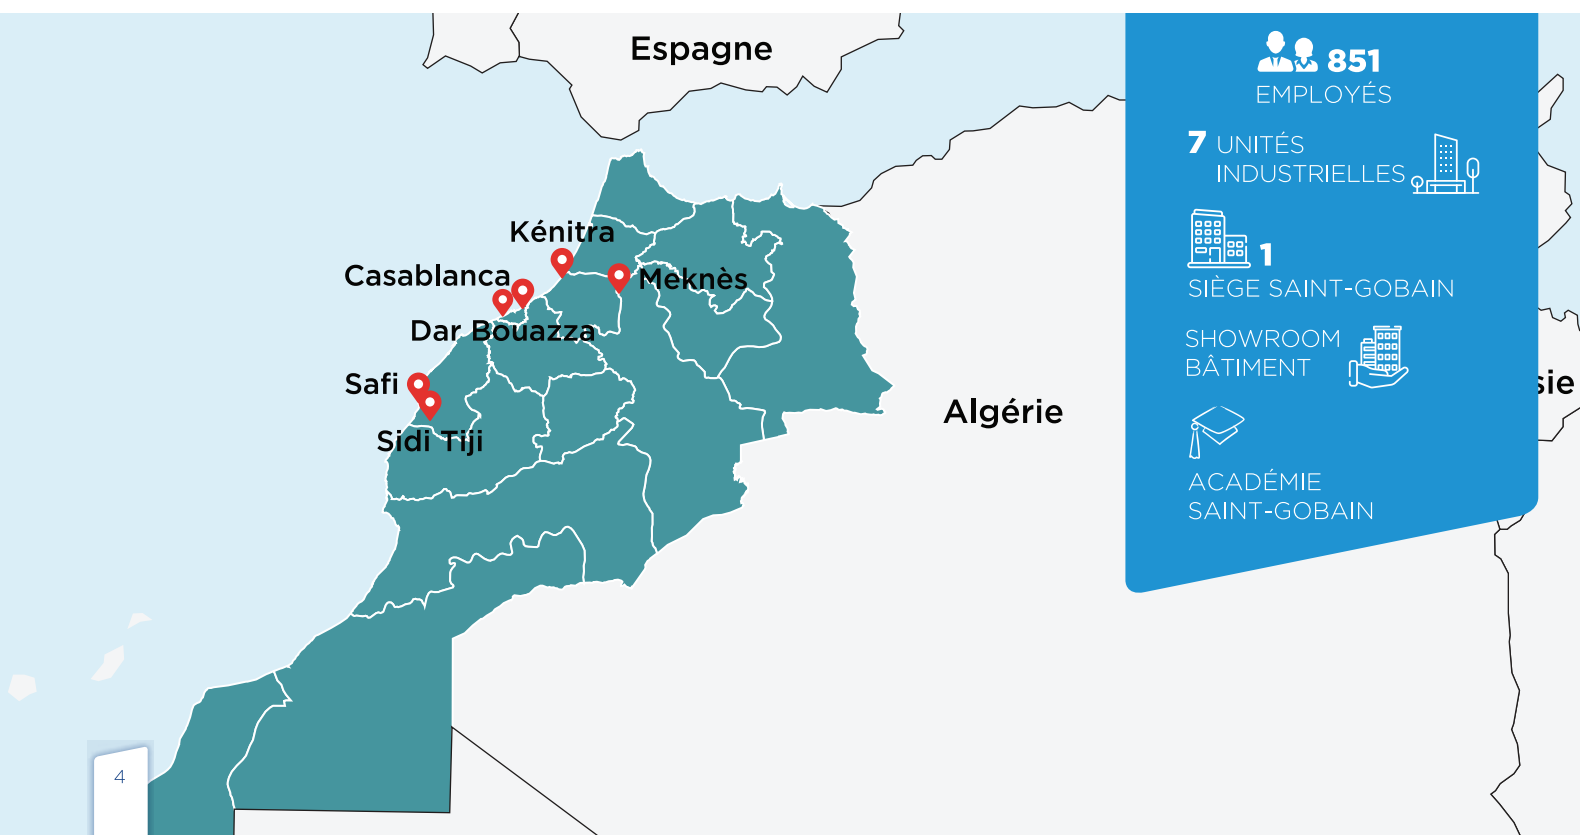 Espagne
851
EMPLOYÉS
7 UNITÉS
INDUSTRIELLES
Kénitra
Casablanca
Meknès
1
SIÈGE SAINT-GOBAIN
Dar Bouazza
SHOWROOM
BÂTIMENT
Safi
sie
Algérie
Sidi Tiji
ACADÉMIE
SAINT-GOBAIN
4